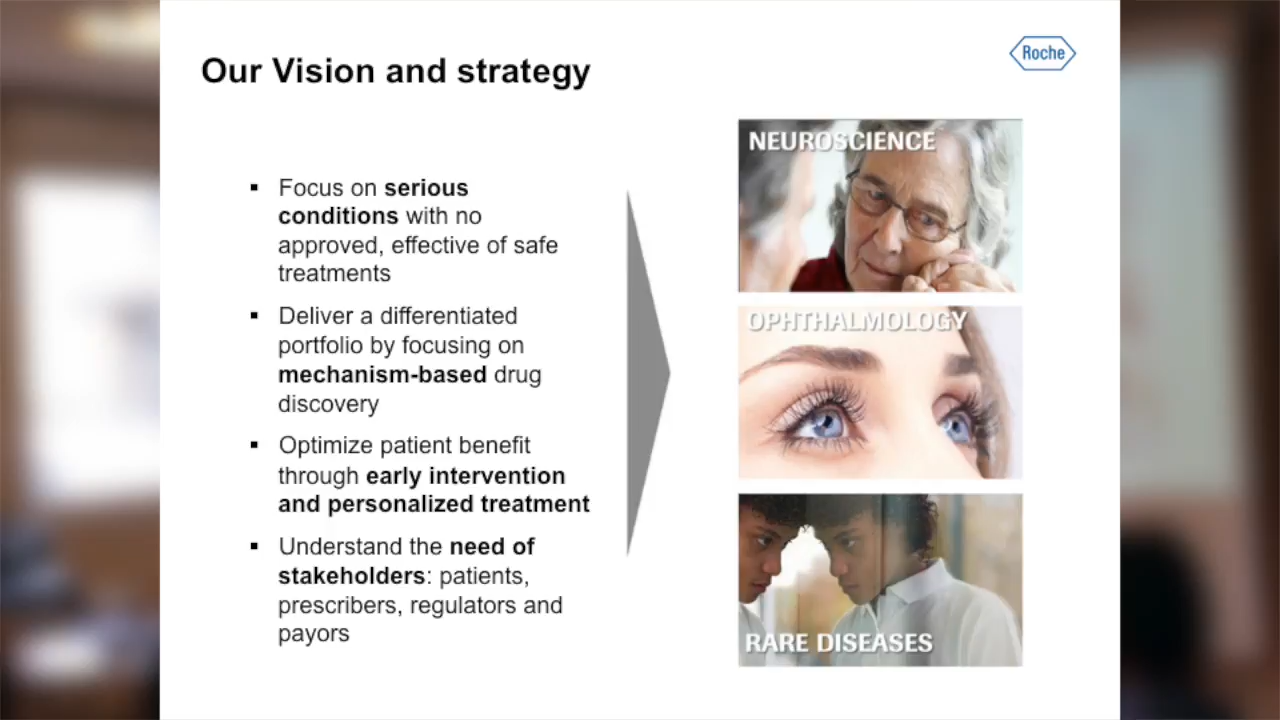 Our Vision and strategy
Roche
▪ Focus on serious
conditions with no
approved, effective of safe
treatments
▪ Deliver a differentiated
portfolio by focusing on
mechanism-based drug
discovery
▪ Optimize patient benefit
through early intervention
and personalized treatment
▪ Understand the need of
stakeholders: patients,
prescribers, regulators and
payors
NEUROSCIENCE
OPHTHALMOLOGY
RARE DISEASES